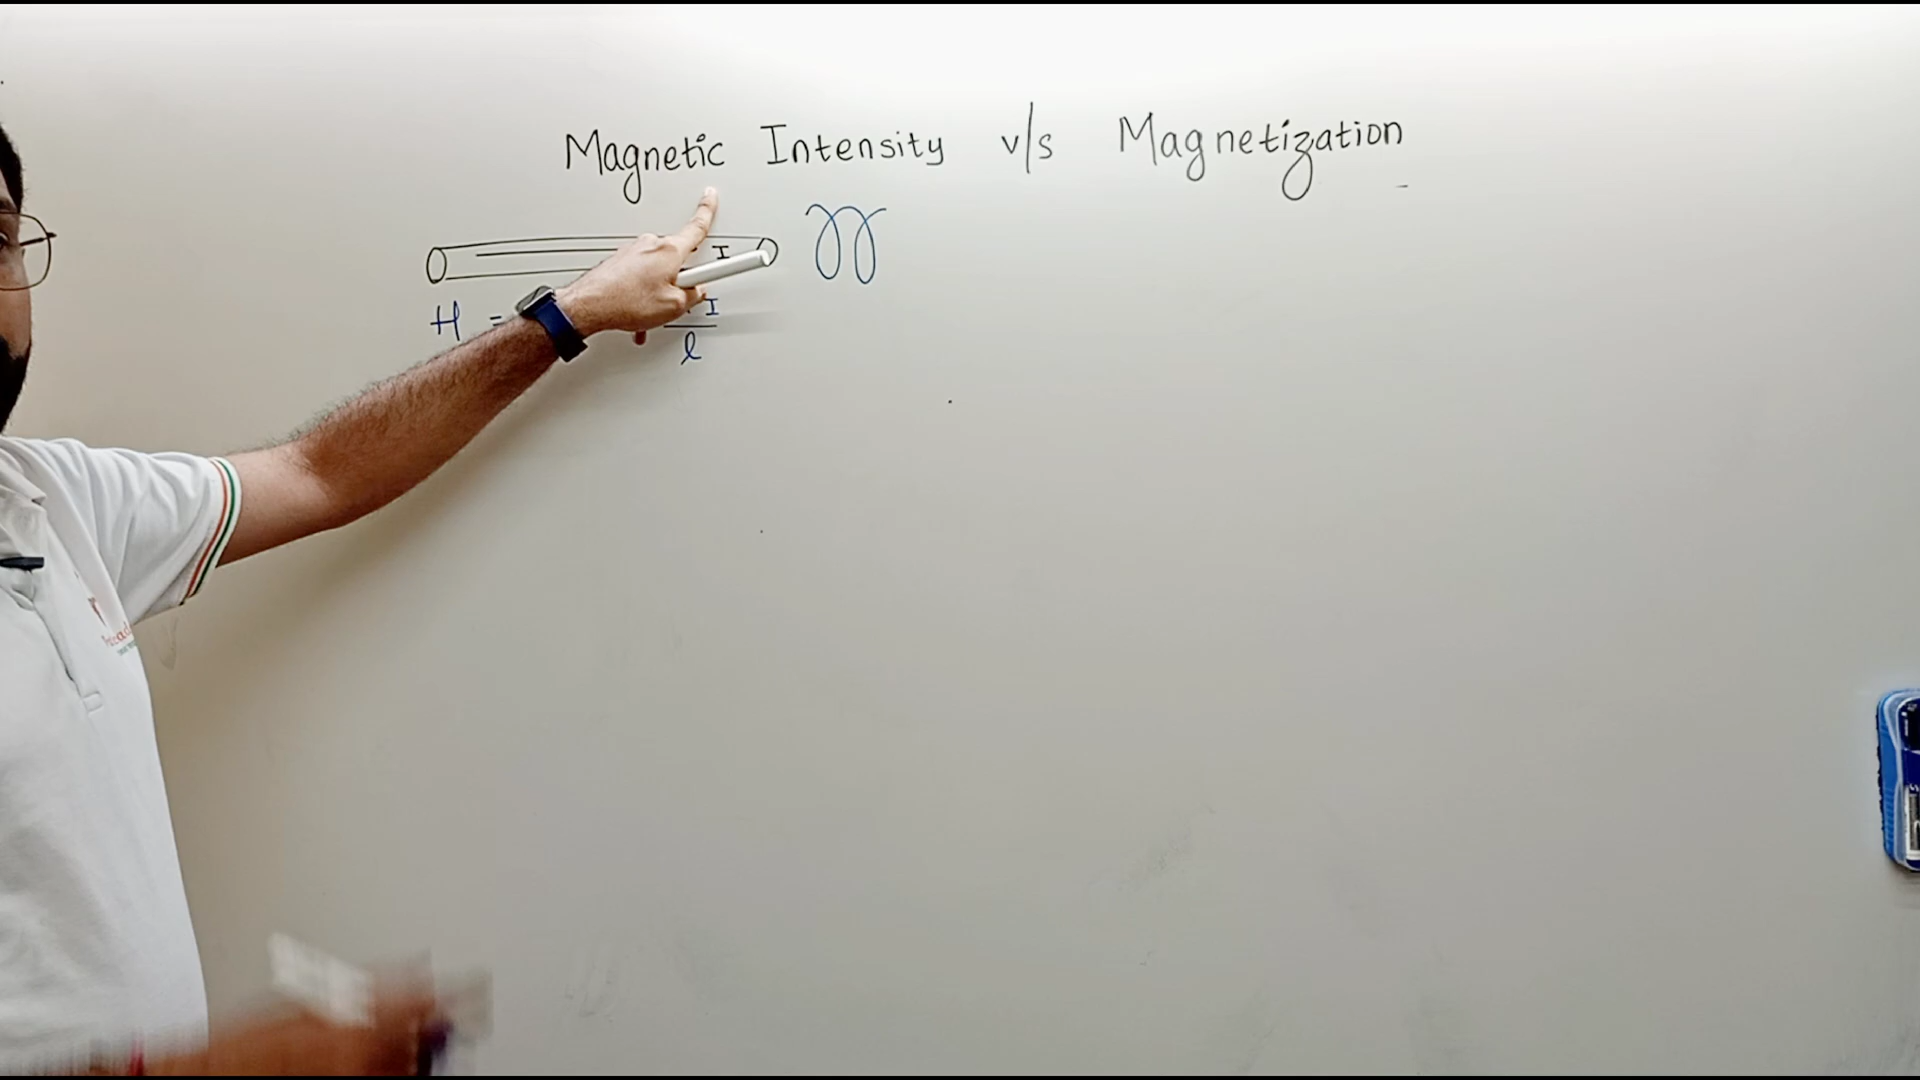 Magnetic Intensity v/s Magnetization
I
H =
I
l